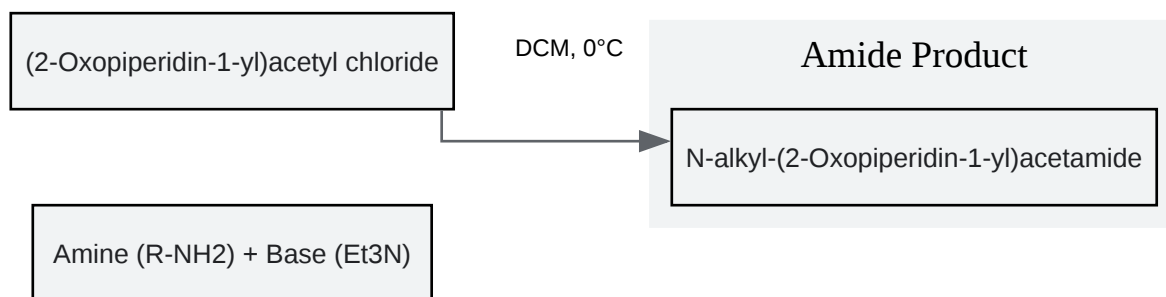 (2-Oxopiperidin-1-yl)acetyl chloride
DCM, 0°C
Amide Product
N-alkyl-(2-Oxopiperidin-1-yl)acetamide
Amine (R-NH2) + Base (Et3N)